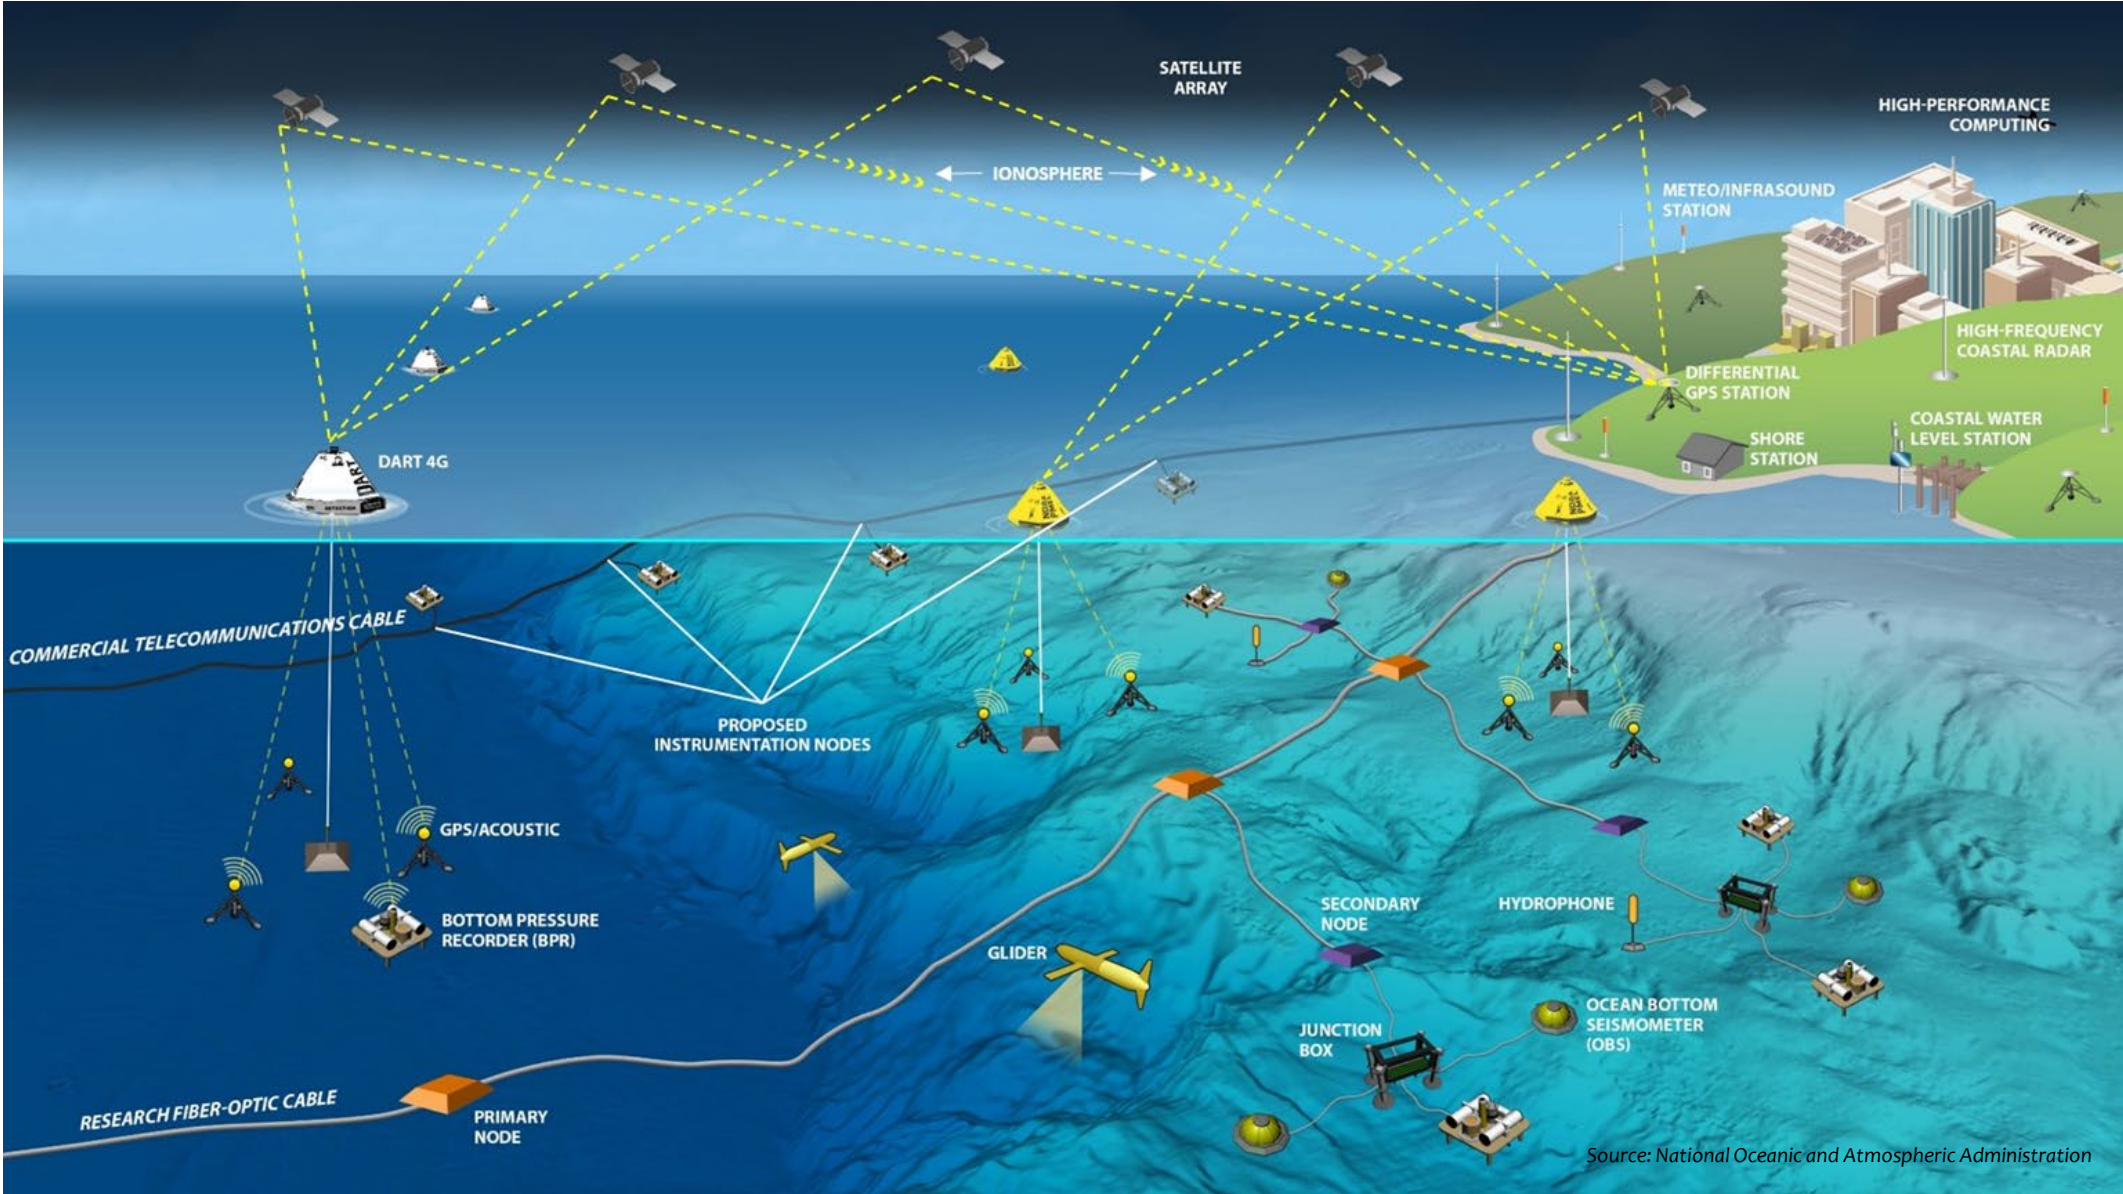 SATELLITE
ARRAY
HIGH-PERFORMANCE
COMPUTING
IONOSPHERE
METEO/INFRASOUND
STATION
HIGH-FREQUENCY
COASTAL RADAR
DIFFERENTIAL
GPS STATION
COASTAL WATER
LEVEL STATION
SHORE
STATION
DART 4G
DART
COMMERCIAL TELECOMMUNICATIONS CABLE
PROPOSED
INSTRUMENTATION NODES
GPS/ACOUSTIC
BOTTOM PRESSURE
RECORDER (BPR)
SECONDARY
NODE
HYDROPHONE
GLIDER
OCEAN BOTTOM
SEISMOMETER
(OBS)
JUNCTION
BOX
RESEARCH FIBER-OPTIC CABLE
PRIMARY
NODE
Source: National Oceanic and Atmospheric Administration